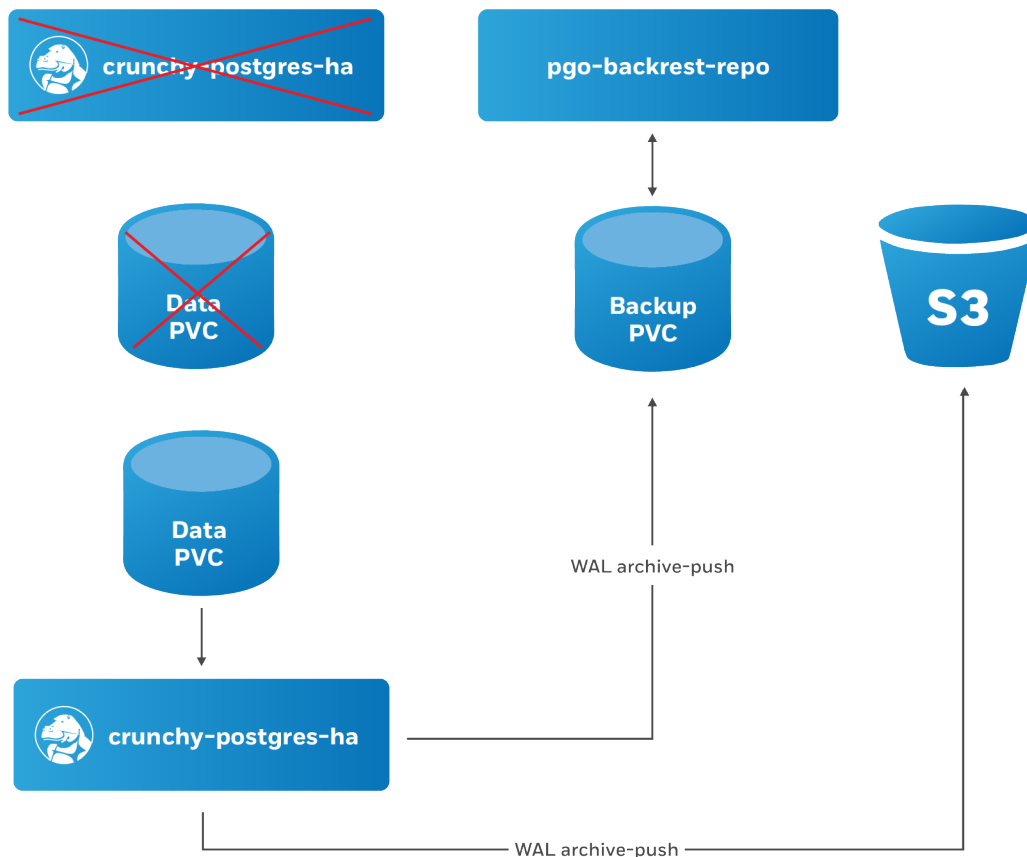 crunchy-postgres-ha
pgo-backrest-repo
Data
PVC
Backup
PVC
S3
Data
PVC
WAL archive-push
crunchy-postgres-ha
WAL archive-push